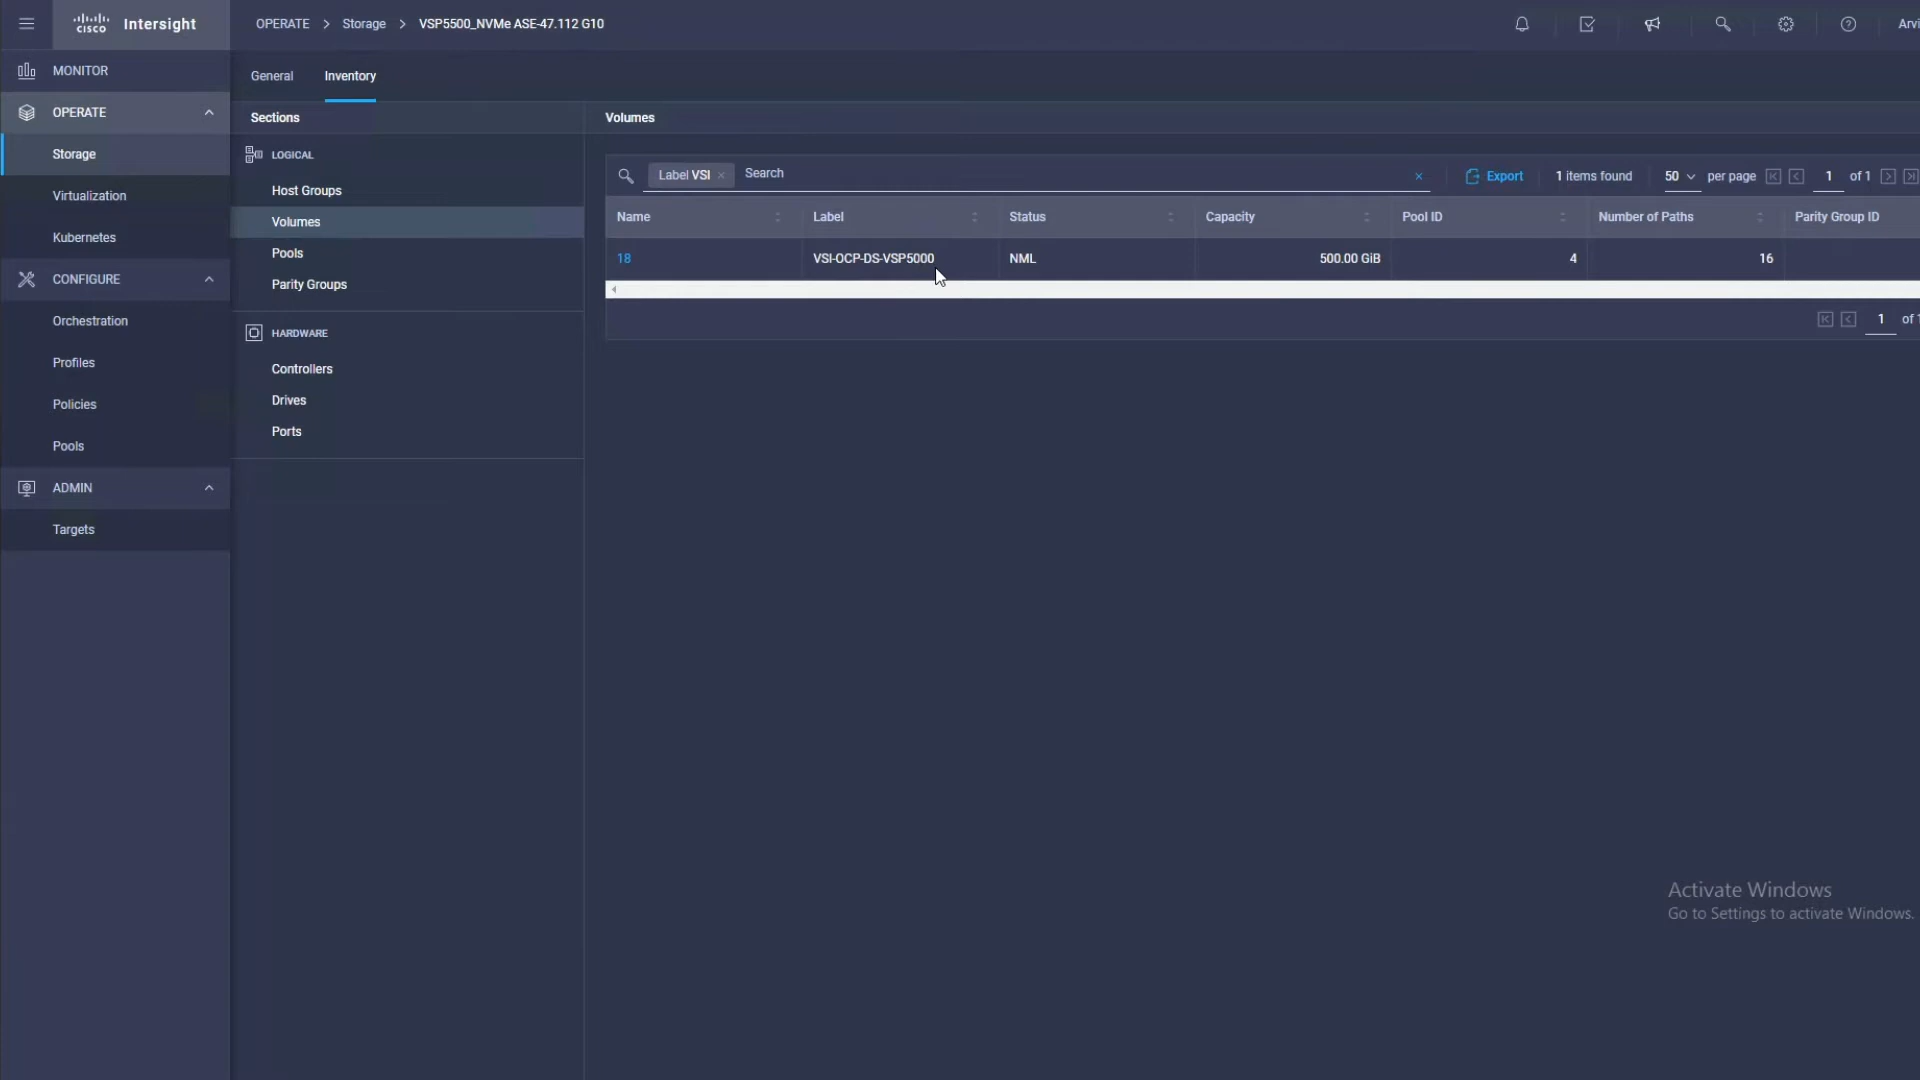 cisco Intersight
OPERATE > Storage > VSP5500_NVMe ASE-47.112 G10
Arvi
MONITOR
OPERATE
Storage
Virtualization
Kubernetes
CONFIGURE
Orchestration
Profiles
Policies
Pools
ADMIN
Targets
General Inventory
Sections
LOGICAL
Host Groups
Volumes
Pools
Parity Groups
HARDWARE
Controllers
Drives
Ports
Volumes
Label VSI × Search × Export 1 items found 50 per page 1 of 1
Name Label Status Capacity Pool ID Number of Paths Parity Group ID
18 VSI-OCP-DS-VSP5000 NML 500.00 GiB 4 16
1 of 1
Activate Windows
Go to Settings to activate Windows.